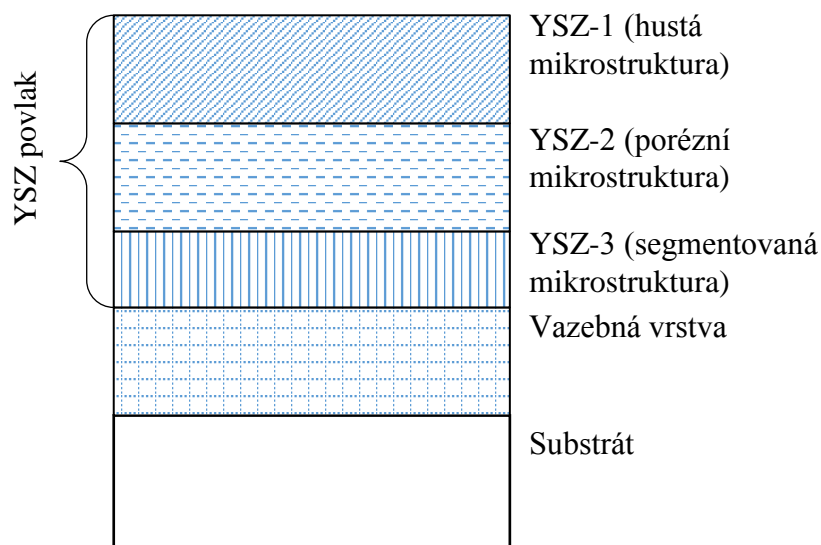 YSZ povlak
YSZ-1 (hustá
mikrostruktura)
YSZ-2 (porézní
mikrostruktura)
YSZ-3 (segmentovaná
mikrostruktura)
Vazebná vrstva
Substrát